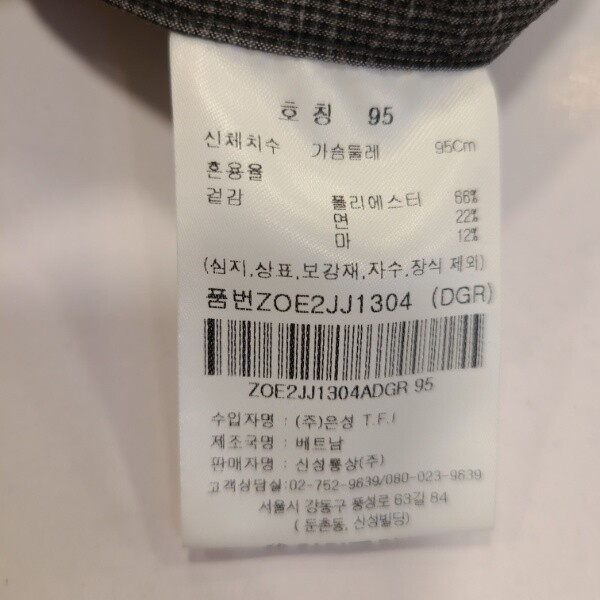 호칭 95
신체치수 가슴둘레 95Cm
혼용율
겉감 폴리에스터 66%
면 22%
마 12%
(심지,상표,보강재,자수,장식 제외)
품번ZOE2JJ1304 (DGR)
ZOE2JJ1304ADGR 95
수입자명 : (주)은성 T.F.I
제조국명 : 베트남
판매자명 : 신성통상(주)
고객상담실:02-752-9639/080-023-9639
서울시 강동구 풍성로 63길 84
( 둔촌동, 신성빌딩)